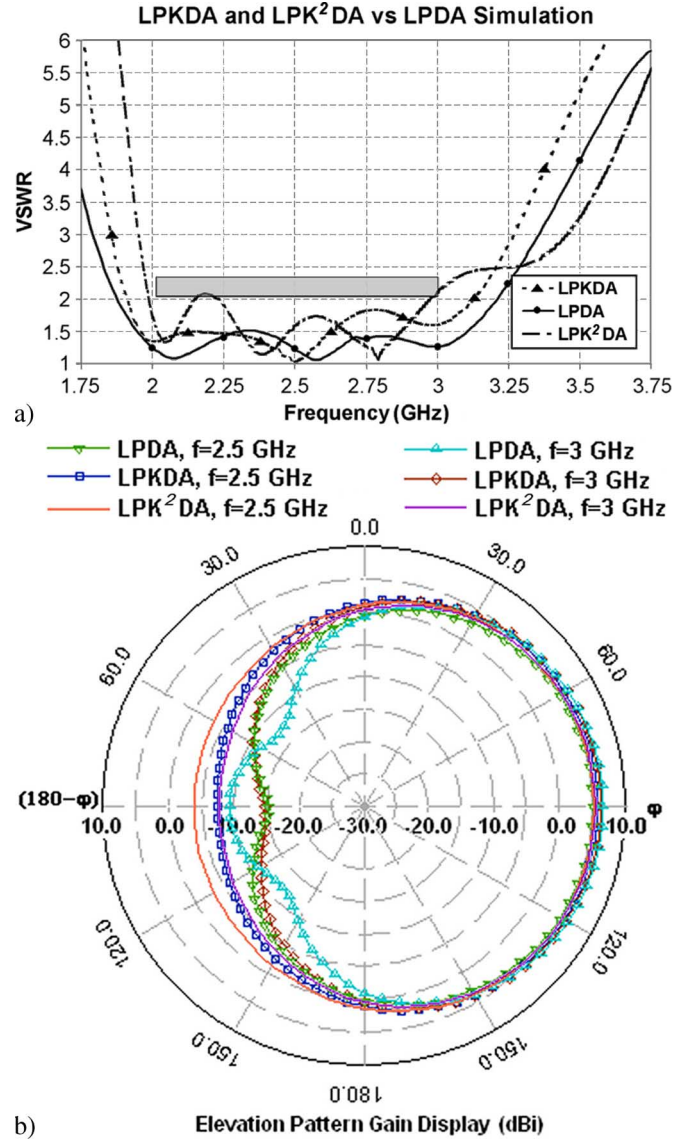 LPKDA and LPK²DA vs LPDA Simulation
6
5.5
5
4.5
4
3.5
3
2.5
2
1.5
1
VSWR
1.75 2 2.25 2.5 2.75 3 3.25 3.5 3.75
Frequency (GHz)
LPKDA
LPDA
LPK²DA
a)
LPDA, f=2.5 GHz LPDA, f=3 GHz
LPKDA, f=2.5 GHz LPKDA, f=3 GHz
LPK²DA, f=2.5 GHz LPK²DA, f=3 GHz
0.0
30.0 30.0
60.0 60.0
(180-φ) φ
10.0 0.0 -10.0 -20.0 -30.0 -20.0 -10.0 0.0 10.0
120.0 120.0
150.0 150.0
180.0
b) Elevation Pattern Gain Display (dBi)